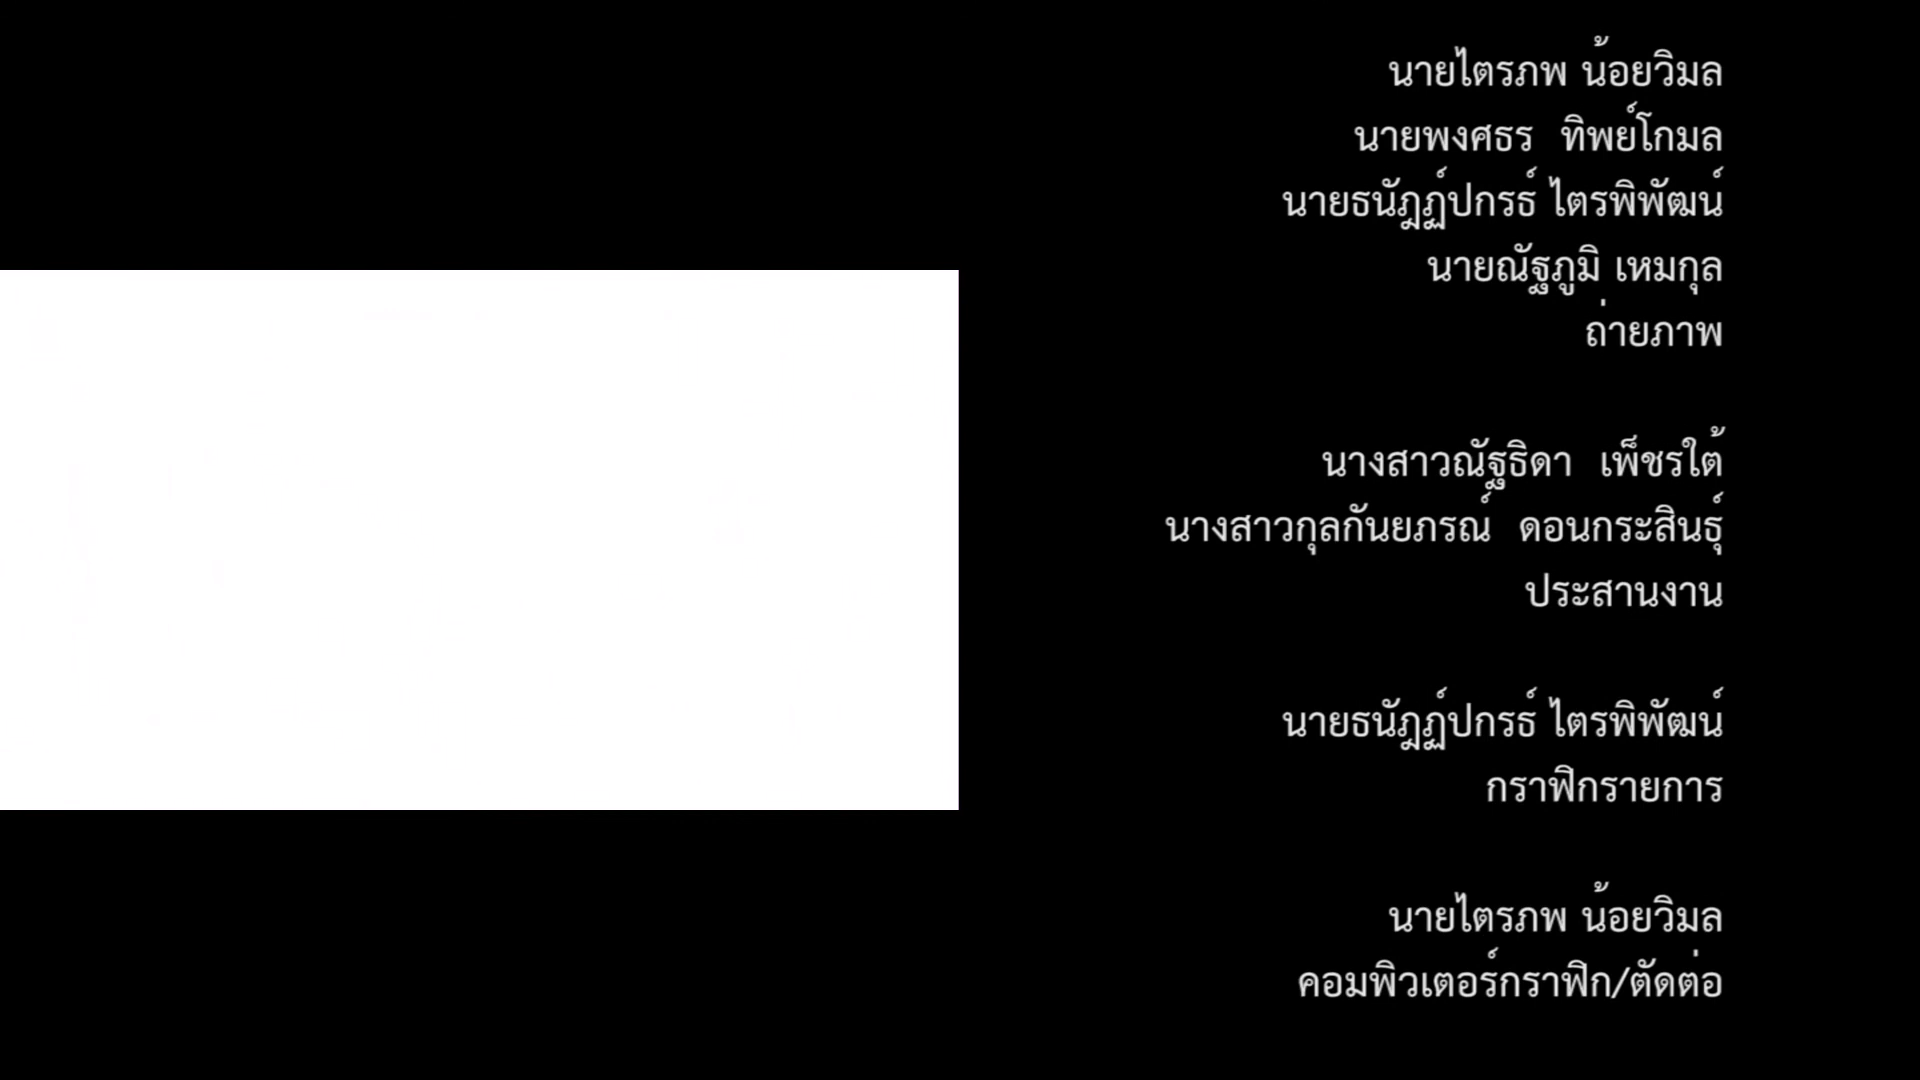 นายไตรภพ น้อยวิมล
นายพงศธร ทิพย์โกมล
นายธนัฎฏ์ปกรธ์ ไตรพิพัฒน์
นายณัฐภูมิ เหมกุล
ถ่ายภาพ
นางสาวณัฐธิดา เพ็ชรใต้
นางสาวกุลกันยภรณ์ ดอนกระสินธุ์
ประสานงาน
นายธนัฎฏ์ปกรธ์ ไตรพิพัฒน์
กราฟิกรายการ
นายไตรภพ น้อยวิมล
คอมพิวเตอร์กราฟิก/ตัดต่อ